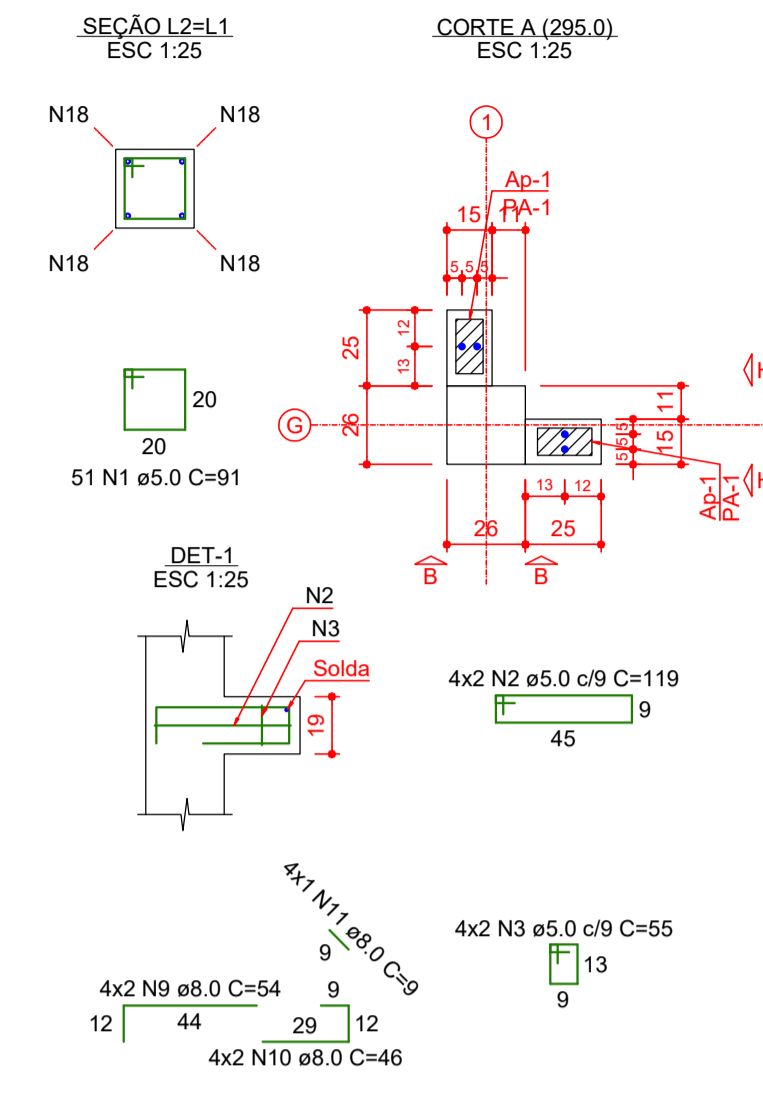 SEÇÃO L2=L1
ESC 1:25
CORTE A (295.0)
ESC 1:25
N18
N18
N18
N18
1
Ap-1
PA-1
15
11
5
5
5
25
12
13
26
G
11
15
5
5
5
13
12
26
25
B
B
Ap-1
PA-1
20
20
51 N1 ø5.0 C=91
DET-1
ESC 1:25
N2
N3
Solda
19
4x2 N2 ø5.0 c/9 C=119
9
45
4x1 N11 ø8.0 C=9
9
4x2 N3 ø5.0 c/9 C=55
13
9
4x2 N9 ø8.0 C=54
12
44
9
29
12
4x2 N10 ø8.0 C=46